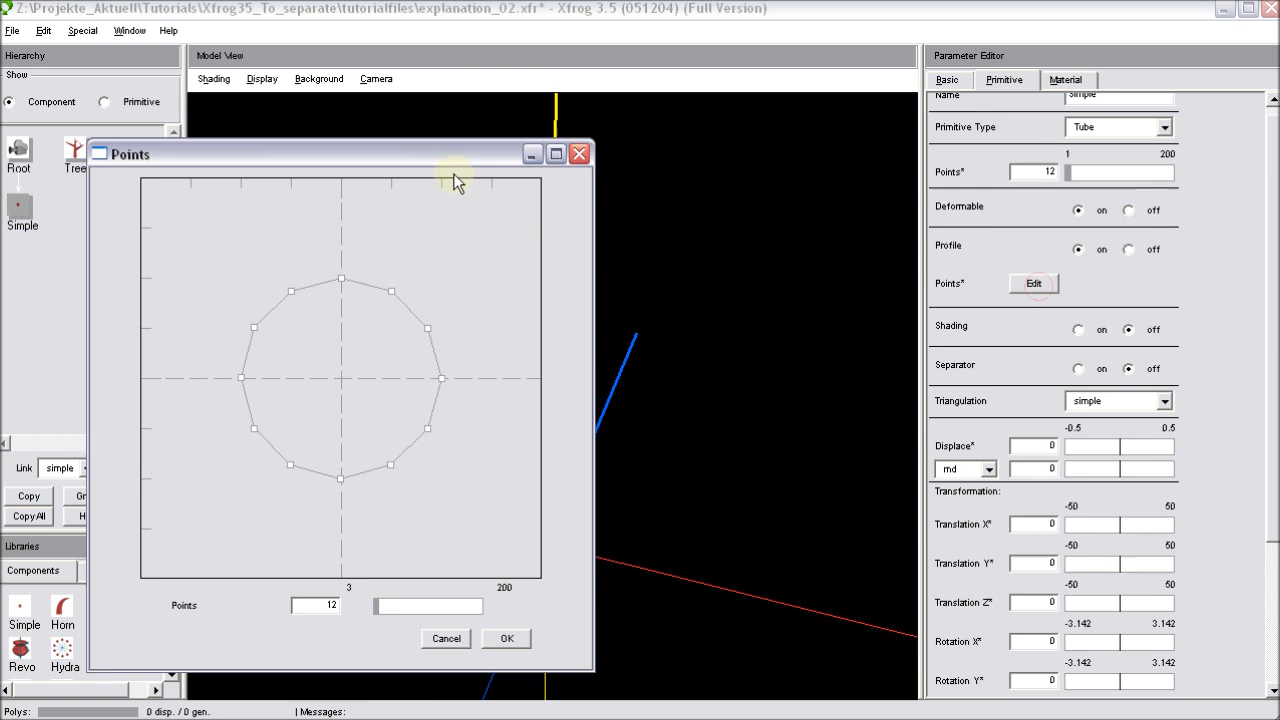 Z:\Projekte_Aktuell\Tutorials\Xfrog35_To_separate\tutorialfiles\explanation_02.xfr* - Xfrog 3.5 (051204) (Full Version)
File Edit Special Window Help
Hierarchy
Show
Component Primitive
Root Tree
Simple
Link simple
Copy
Copy All
Libraries
Components
Simple Horn
Revo Hydra
Polys: 0 disp. / 0 gen. Messages:
Model View
Shading Display Background Camera
Points
3 200
Points 12
Cancel OK
Parameter Editor
Basic Primitive Material
Name simple
Primitive Type Tube
1 200
Points* 12
Deformable on off
Profile on off
Points* Edit
Shading on off
Separator on off
Triangulation simple
-0.5 0.5
Displace* 0
rnd 0
Transformation:
-50 50
Translation X* 0
-50 50
Translation Y* 0
-50 50
Translation Z* 0
-3.142 3.142
Rotation X* 0
-3.142 3.142
Rotation Y* 0